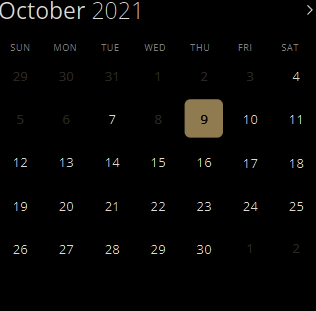 October 2021
SUN MON TUE WED THU FRI SAT
29 30 31 1 2 3 4
5 6 7 8 9 10 11
12 13 14 15 16 17 18
19 20 21 22 23 24 25
26 27 28 29 30 1 2